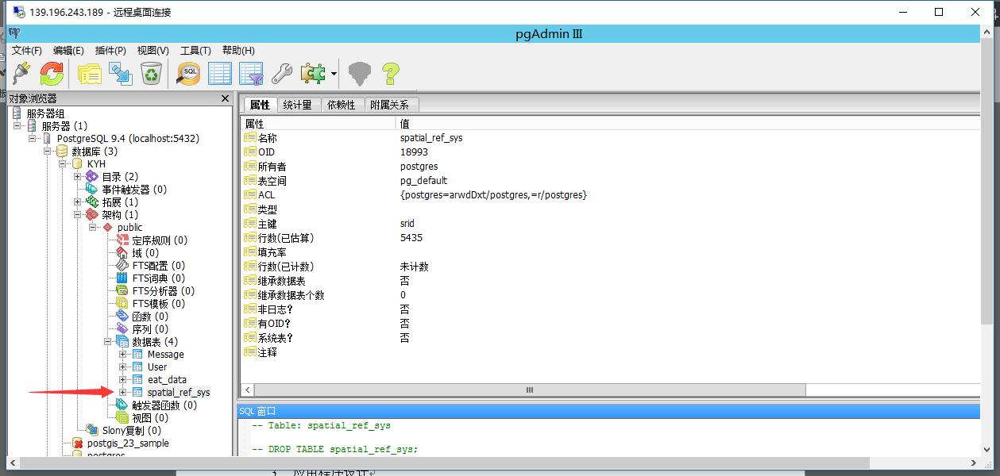 139.196.243.189 - 远程桌面连接
pgAdmin III
文件(F) 编辑(E) 插件(P) 视图(V) 工具(T) 帮助(H)
SQL
对象浏览器
服务器组
服务器 (1)
PostgreSQL 9.4 (localhost:5432)
数据库 (3)
KYH
目录 (2)
事件触发器 (0)
拓展 (1)
架构 (1)
public
定序规则 (0)
域 (0)
FTS配置 (0)
FTS词典 (0)
FTS分析器 (0)
FTS模板 (0)
函数 (0)
序列 (0)
数据表 (4)
Message
User
eat_data
spatial_ref_sys
触发器函数 (0)
视图 (0)
Slony复制 (0)
postgis_23_sample
postgres
属性 统计量 依赖性 附属关系
属性 值
名称 spatial_ref_sys
OID 18993
所有者 postgres
表空间 pg_default
ACL {postgres=arwdDxt/postgres,=r/postgres}
类型
主键 srid
行数(已估算) 5435
填充率
行数(已计数) 未计数
继承数据表 否
继承数据表个数 0
非日志? 否
有OID? 否
系统表? 否
注释
SQL 窗口
-- Table: spatial_ref_sys
-- DROP TABLE spatial_ref_sys;
应用程序设计